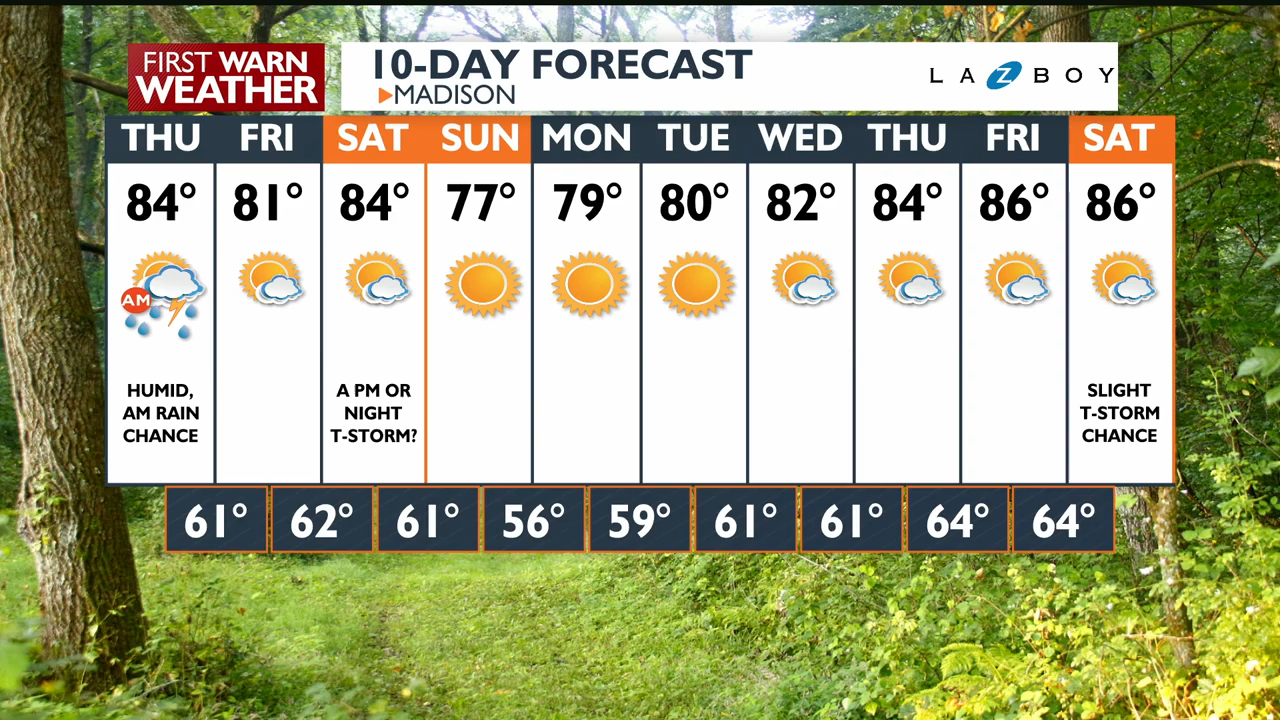 FIRST WARN
WEATHER
10-DAY FORECAST
MADISON
LA Z BOY
THU FRI SAT SUN MON TUE WED THU FRI SAT
84° 81° 84° 77° 79° 80° 82° 84° 86° 86°
AM
HUMID,
AM RAIN
CHANCE
A PM OR
NIGHT
T-STORM?
SLIGHT
T-STORM
CHANCE
61° 62° 61° 56° 59° 61° 61° 64° 64°